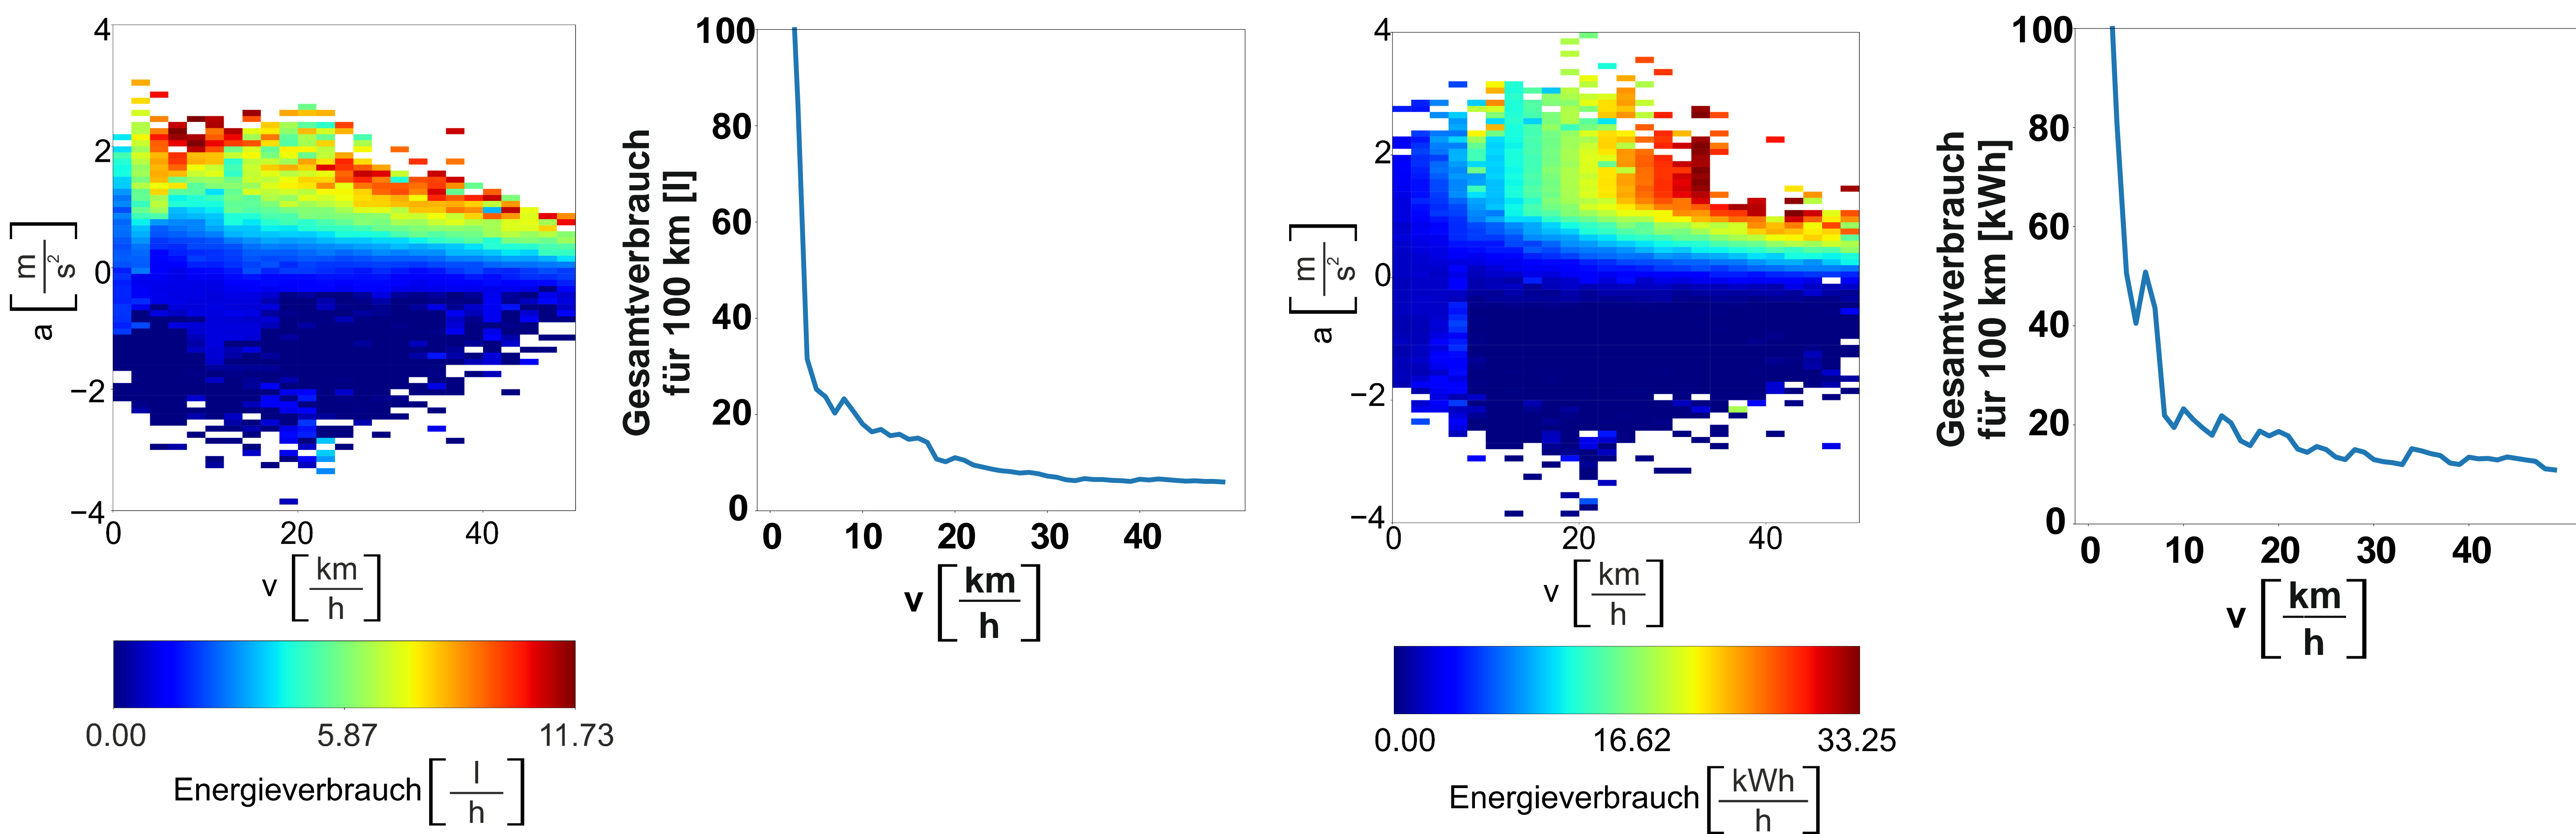 4
2
0
−2
−4
a [m/s²]
0 20 40
v [km/h]
0.00 5.87 11.73
Energieverbrauch [l/h]
100
80
60
40
20
0
Gesamtverbrauch
für 100 km [l]
0 10 20 30 40
v [km/h]
4
2
0
−2
−4
a [m/s²]
0 20 40
v [km/h]
0.00 16.62 33.25
Energieverbrauch [kWh/h]
100
80
60
40
20
0
Gesamtverbrauch
für 100 km [kWh]
0 10 20 30 40
v [km/h]